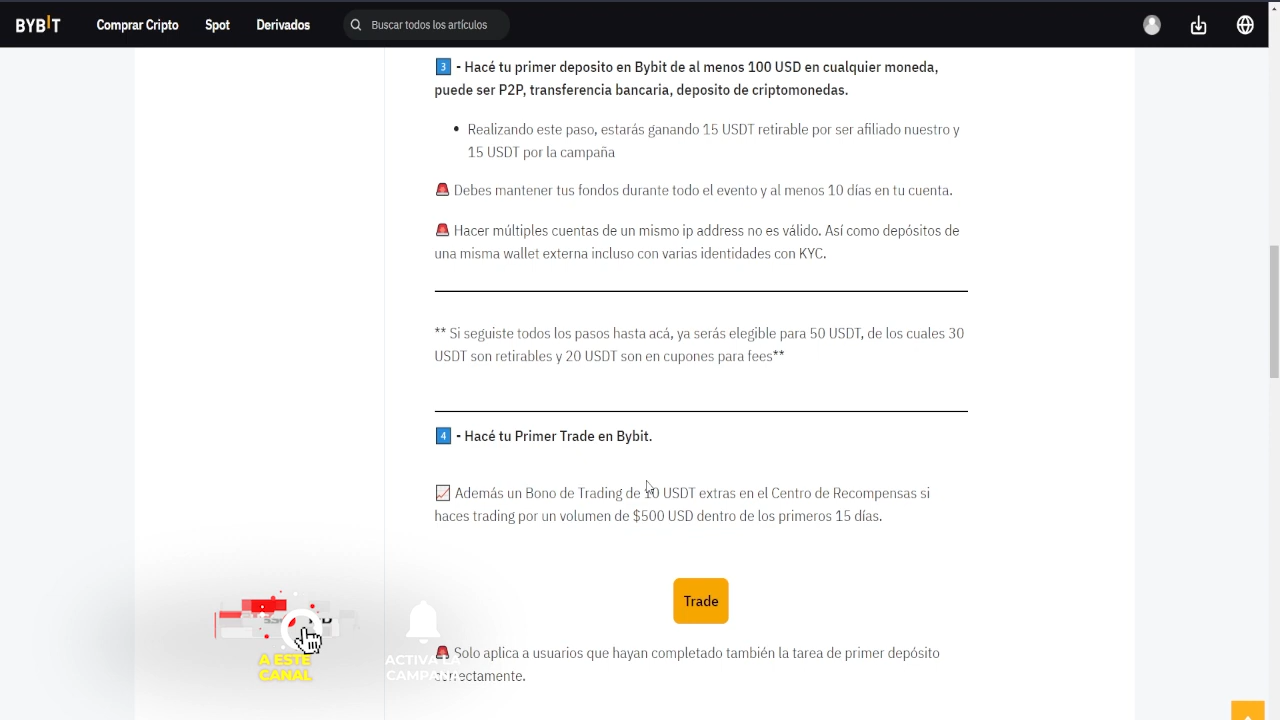 BYBIT Comprar Cripto Spot Derivados Buscar todos los artículos
3 - Hacé tu primer deposito en Bybit de al menos 100 USD en cualquier moneda,
puede ser P2P, transferencia bancaria, deposito de criptomonedas.
• Realizando este paso, estarás ganando 15 USDT retirable por ser afiliado nuestro y
15 USDT por la campaña
Debes mantener tus fondos durante todo el evento y al menos 10 días en tu cuenta.
Hacer múltiples cuentas de un mismo ip address no es válido. Así como depósitos de
una misma wallet externa incluso con varias identidades con KYC.
** Si seguiste todos los pasos hasta acá, ya serás elegible para 50 USDT, de los cuales 30
USDT son retirables y 20 USDT son en cupones para fees**
4 - Hacé tu Primer Trade en Bybit.
Además un Bono de Trading de 10 USDT extras en el Centro de Recompensas si
haces trading por un volumen de $500 USD dentro de los primeros 15 días.
Trade
Solo aplica a usuarios que hayan completado también la tarea de primer depósito
correctamente.
A ESTE
CANAL
ACTIVA LA
CAMPANA